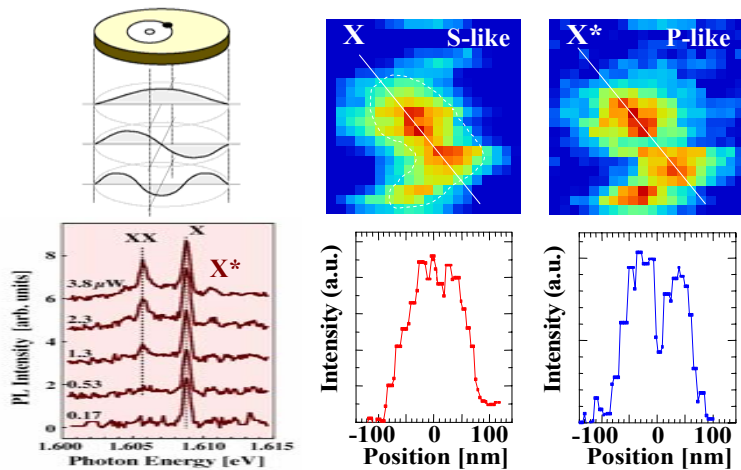 X S-like
X* P-like
XX
X
X*
3.8 μW
2.3
1.3
0.53
0.17
8
6
4
2
0
PL Intensity [arb, units]
1.600 1.605 1.610 1.615
Photon Energy [eV]
Intensity (a.u.)
-100 0 100
Position [nm]
Intensity (a.u.)
-100 0 100
Position [nm]